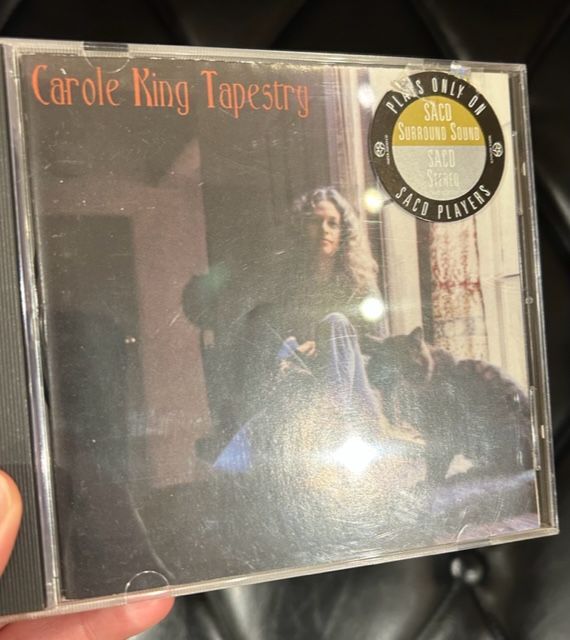 Carole King Tapestry
PLAYS ONLY ON
SACD
SURROUND SOUND
SACD
STEREO
SACD PLAYERS